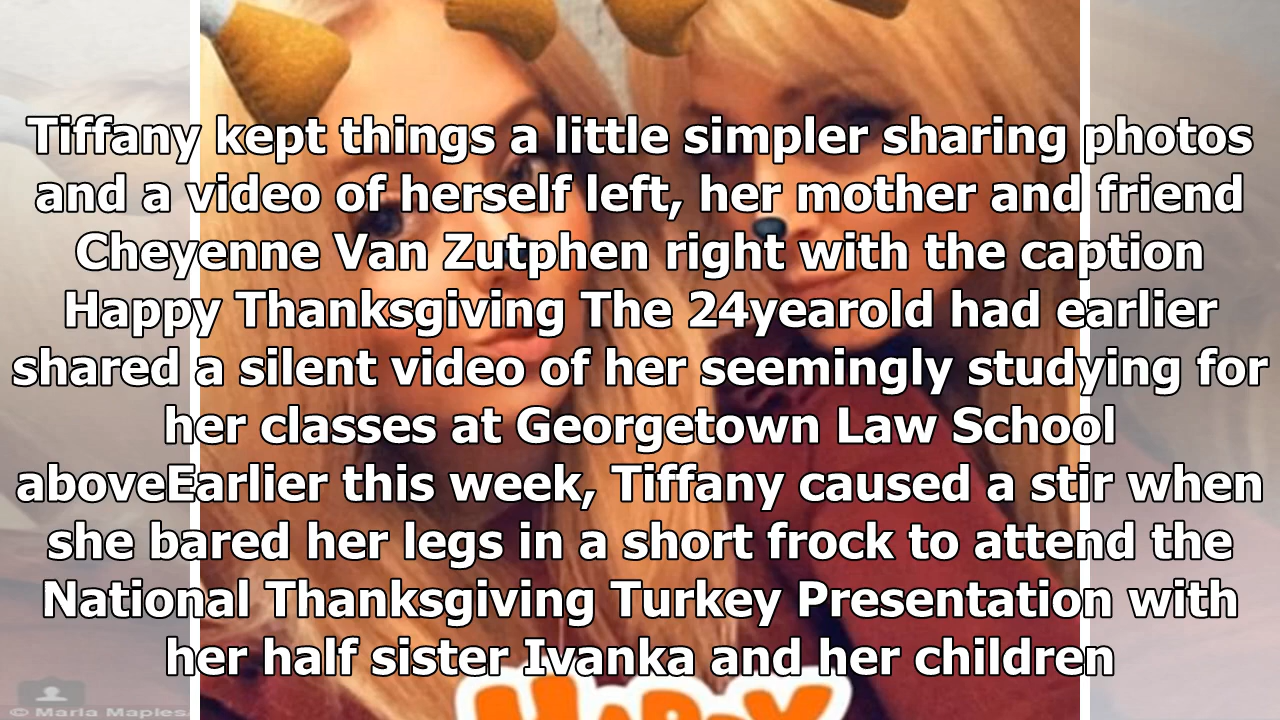 Tiffany kept things a little simpler sharing photos
and a video of herself left, her mother and friend
Cheyenne Van Zutphen right with the caption
Happy Thanksgiving The 24yearold had earlier
shared a silent video of her seemingly studying for
her classes at Georgetown Law School
aboveEarlier this week, Tiffany caused a stir when
she bared her legs in a short frock to attend the
National Thanksgiving Turkey Presentation with
her half sister Ivanka and her children
HAPPY
© Marla Maples